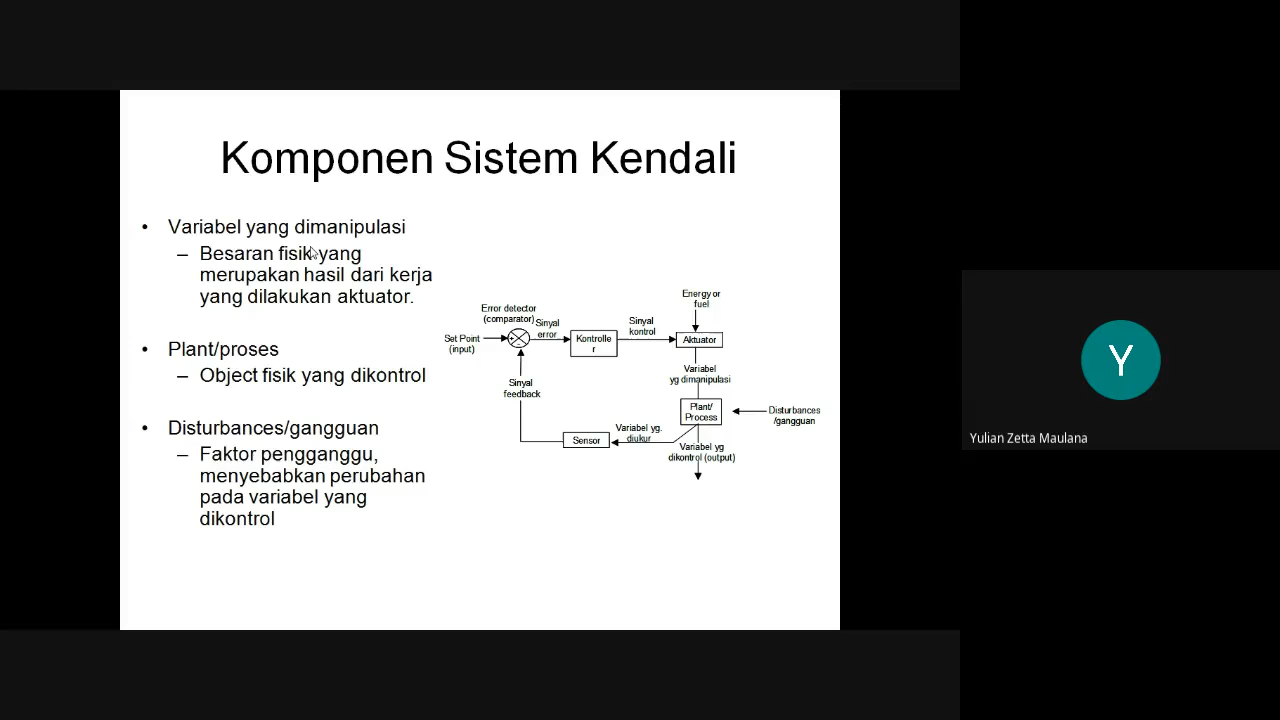 Komponen Sistem Kendali
• Variabel yang dimanipulasi
– Besaran fisik yang
merupakan hasil dari kerja
yang dilakukan aktuator.
• Plant/proses
– Object fisik yang dikontrol
• Disturbances/gangguan
– Faktor pengganggu,
menyebabkan perubahan
pada variabel yang
dikontrol
Energy or
fuel
Error detector
(comparator)
Sinyal
error
Sinyal
kontrol
Set Point
(input)
+
-
Kontrolle
r
Aktuator
Variabel
yg dimanipulasi
Sinyal
feedback
Plant/
Process
Disturbances
/gangguan
Variabel yg.
diukur
Sensor
Variabel yg
dikontrol (output)
Y
Yulian Zetta Maulana